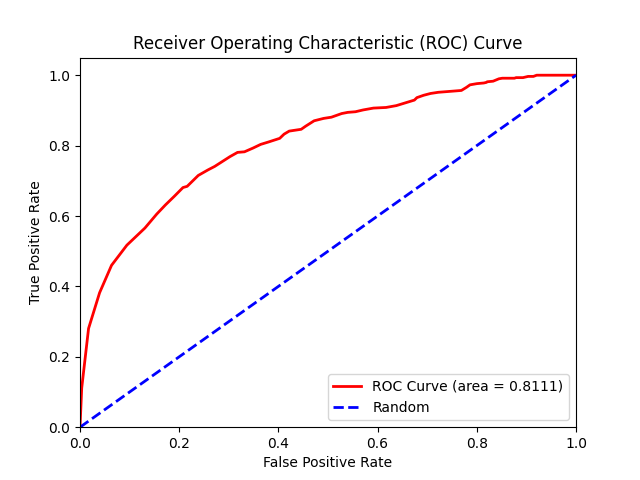 Receiver Operating Characteristic (ROC) Curve
1.0
0.8
0.6
0.4
0.2
0.0
True Positive Rate
ROC Curve (area = 0.8111)
Random
0.0 0.2 0.4 0.6 0.8 1.0
False Positive Rate